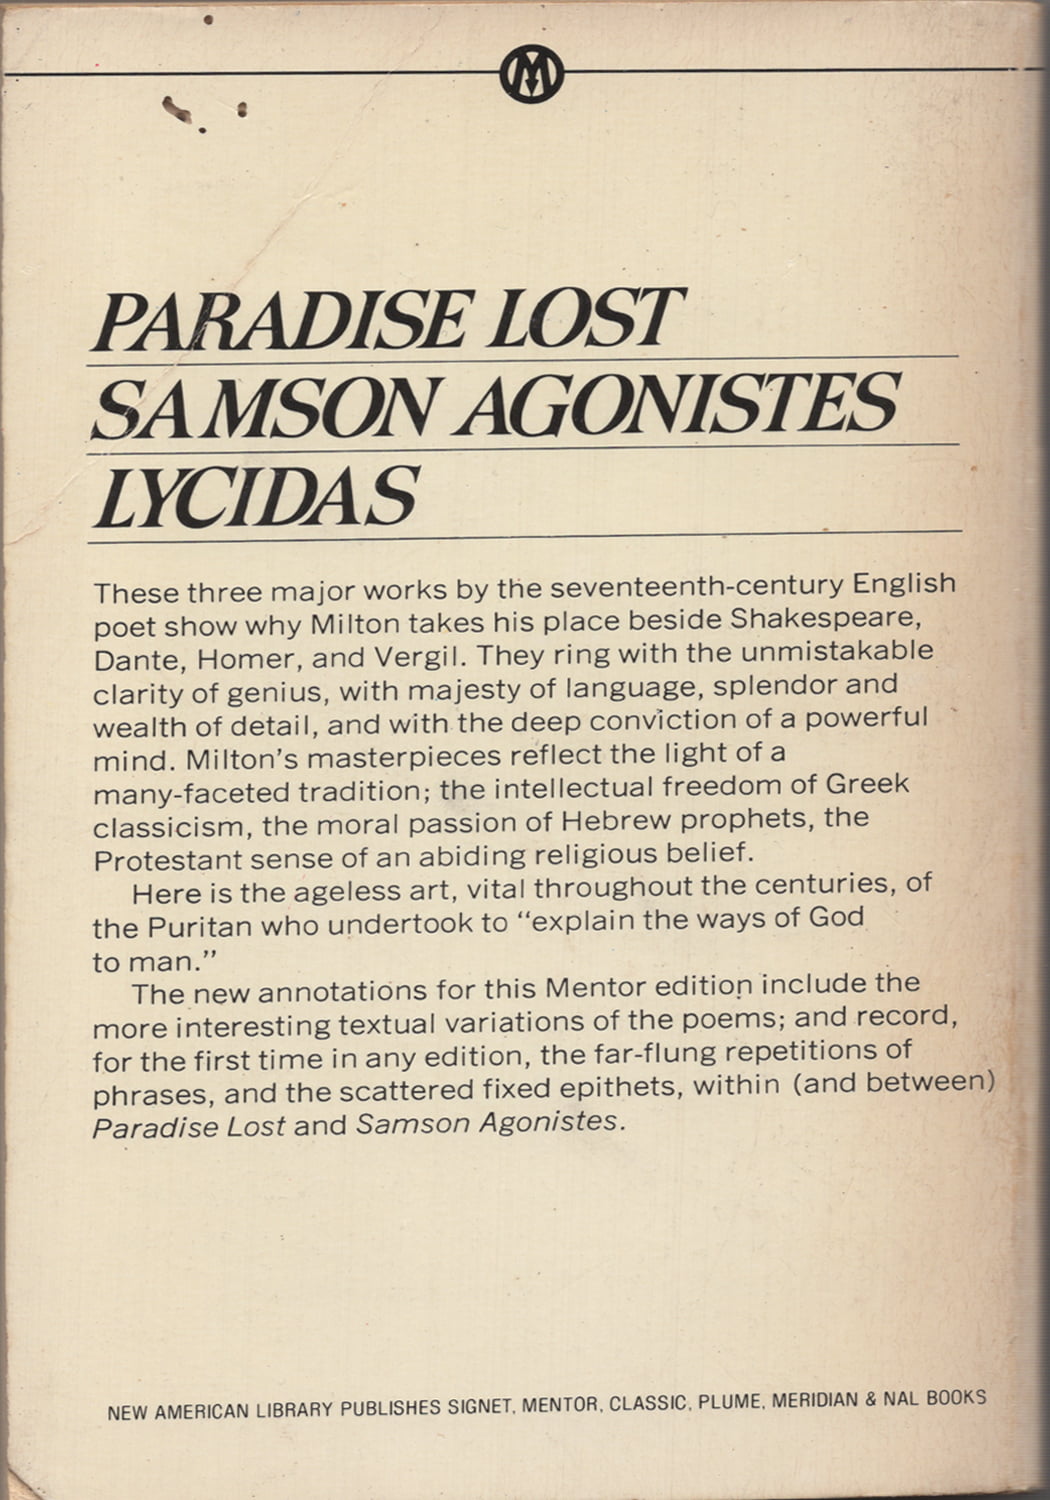 M
PARADISE LOST
SAMSON AGONISTES
LYCIDAS
These three major works by the seventeenth-century English
poet show why Milton takes his place beside Shakespeare,
Dante, Homer, and Vergil. They ring with the unmistakable
clarity of genius, with majesty of language, splendor and
wealth of detail, and with the deep conviction of a powerful
mind. Milton's masterpieces reflect the light of a
many-faceted tradition; the intellectual freedom of Greek
classicism, the moral passion of Hebrew prophets, the
Protestant sense of an abiding religious belief.
Here is the ageless art, vital throughout the centuries, of
the Puritan who undertook to “explain the ways of God
to man.”
The new annotations for this Mentor edition include the
more interesting textual variations of the poems; and record,
for the first time in any edition, the far-flung repetitions of
phrases, and the scattered fixed epithets, within (and between)
Paradise Lost and Samson Agonistes.
NEW AMERICAN LIBRARY PUBLISHES SIGNET, MENTOR, CLASSIC, PLUME, MERIDIAN & NAL BOOKS